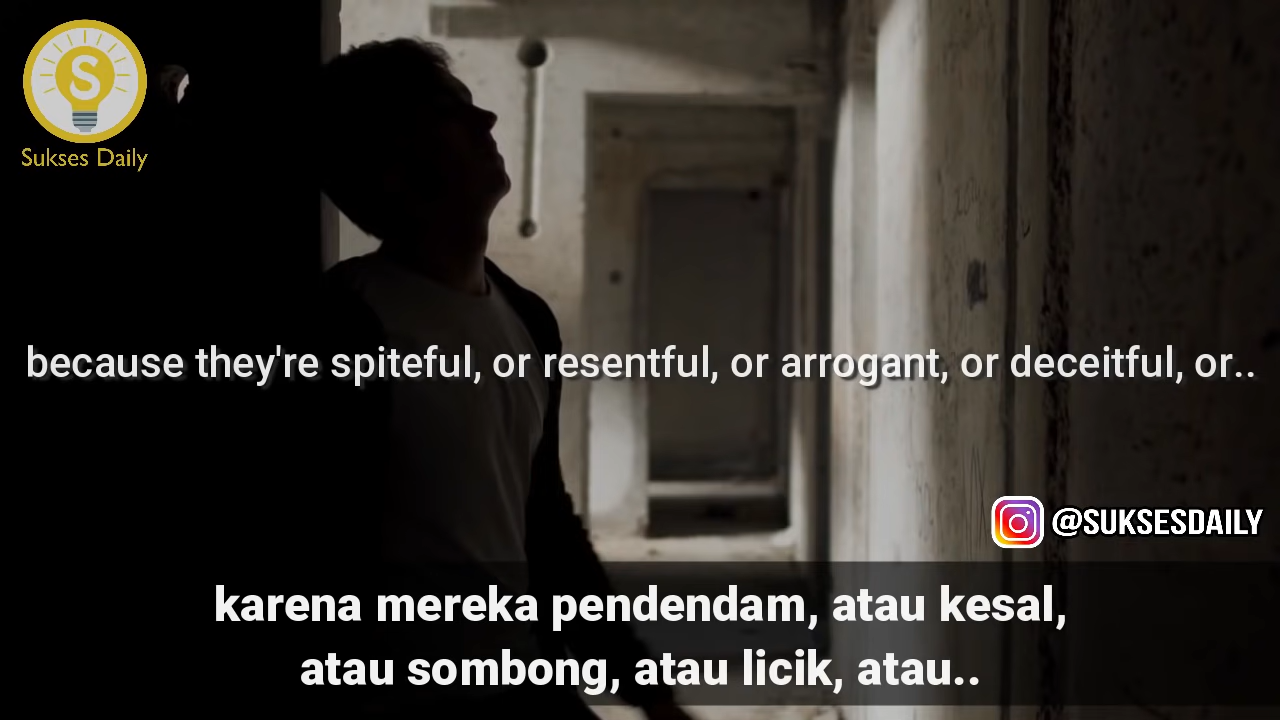 S
Sukses Daily
because they're spiteful, or resentful, or arrogant, or deceitful, or..
@SUKSESDAILY
karena mereka pendendam, atau kesal,
atau sombong, atau licik, atau..